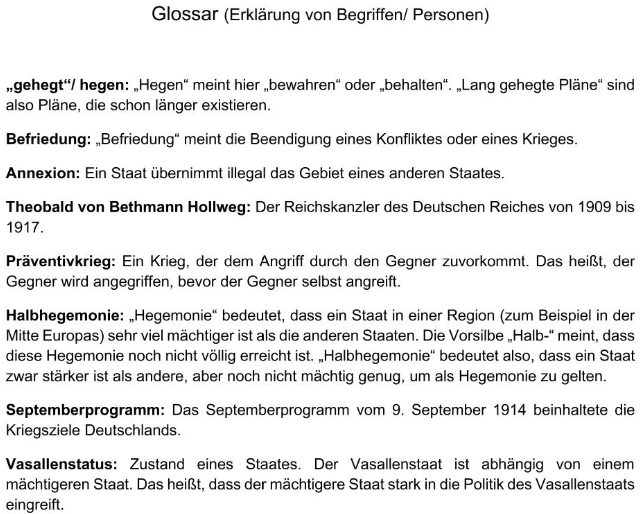 Glossar (Erklärung von Begriffen/ Personen)
„gehegt“/ hegen: „Hegen“ meint hier „bewahren“ oder „behalten“. „Lang gehegte Pläne“ sind
also Pläne, die schon länger existieren.
Befriedung: „Befriedung“ meint die Beendigung eines Konfliktes oder eines Krieges.
Annexion: Ein Staat übernimmt illegal das Gebiet eines anderen Staates.
Theobald von Bethmann Hollweg: Der Reichskanzler des Deutschen Reiches von 1909 bis
1917.
Präventivkrieg: Ein Krieg, der dem Angriff durch den Gegner zuvorkommt. Das heißt, der
Gegner wird angegriffen, bevor der Gegner selbst angreift.
Halbhegemonie: „Hegemonie“ bedeutet, dass ein Staat in einer Region (zum Beispiel in der
Mitte Europas) sehr viel mächtiger ist als die anderen Staaten. Die Vorsilbe „Halb-“ meint, dass
diese Hegemonie noch nicht völlig erreicht ist. „Halbhegemonie“ bedeutet also, dass ein Staat
zwar stärker ist als andere, aber noch nicht mächtig genug, um als Hegemonie zu gelten.
Septemberprogramm: Das Septemberprogramm vom 9. September 1914 beinhaltete die
Kriegsziele Deutschlands.
Vasallenstatus: Zustand eines Staates. Der Vasallenstaat ist abhängig von einem
mächtigeren Staat. Das heißt, dass der mächtigere Staat stark in die Politik des Vasallenstaats
eingreift.